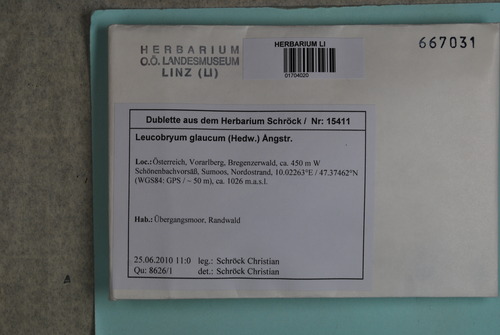 HERBARIUM
O.Ö. LANDESMUSEUM
LINZ (LI)
HERBARIUM LI
01704020
667031
Dublette aus dem Herbarium Schröck / Nr: 15411
Leucobryum glaucum (Hedw.) Ångstr.
Loc.:Österreich, Vorarlberg, Bregenzerwald, ca. 450 m W
Schönenbachvorsäß, Sumoos, Nordostrand, 10.02263°E / 47.37462°N
(WGS84: GPS / ~ 50 m), ca. 1026 m.a.s.l.
Hab.:Übergangsmoor, Randwald
25.06.2010 11:0 leg.: Schröck Christian
Qu: 8626/1 det.: Schröck Christian